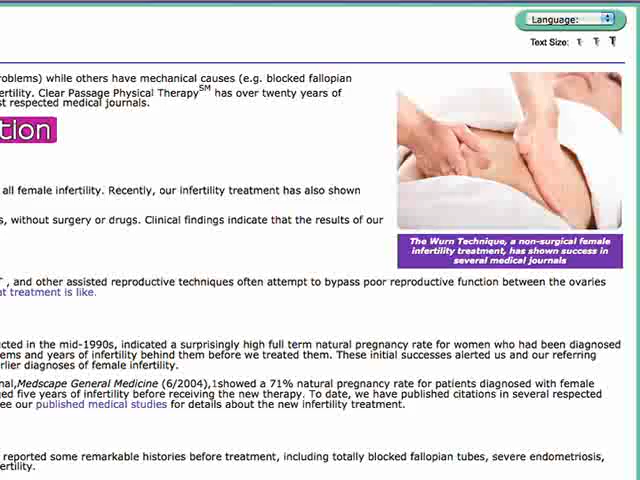 Language:
Text Size: T T T
roblems) while others have mechanical causes (e.g. blocked fallopian
ertility. Clear Passage Physical Therapy SM has over twenty years of
st respected medical journals.
tion
all female infertility. Recently, our infertility treatment has also shown
s, without surgery or drugs. Clinical findings indicate that the results of our
The Wurn Technique, a non-surgical female
infertility treatment, has shown success in
several medical journals
, and other assisted reproductive techniques often attempt to bypass poor reproductive function between the ovaries
at treatment is like.
cted in the mid-1990s, indicated a surprisingly high full term natural pregnancy rate for women who had been diagnosed
ems and years of infertility behind them before we treated them. These initial successes alerted us and our referring
rlier diagnoses of female infertility.
nal,Medscape General Medicine (6/2004),1showed a 71% natural pregnancy rate for patients diagnosed with female
ged five years of infertility before receiving the new therapy. To date, we have published citations in several respected
ee our published medical studies for details about the new infertility treatment.
reported some remarkable histories before treatment, including totally blocked fallopian tubes, severe endometriosis,
ertility.